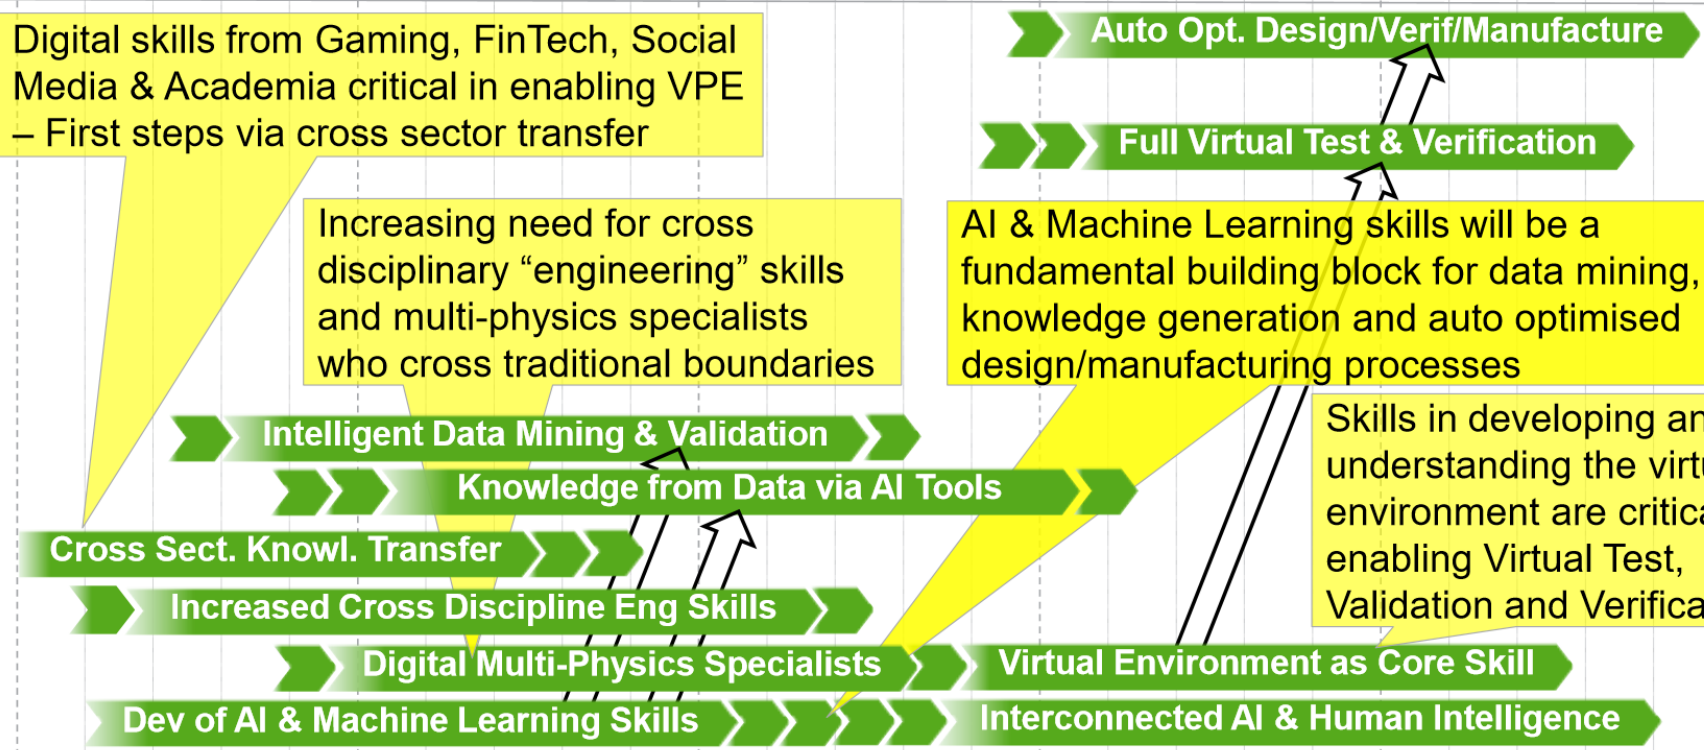 Digital skills from Gaming, FinTech, Social
Media & Academia critical in enabling VPE
– First steps via cross sector transfer
Auto Opt. Design/Verif/Manufacture
Full Virtual Test & Verification
Increasing need for cross
disciplinary “engineering” skills
and multi-physics specialists
who cross traditional boundaries
AI & Machine Learning skills will be a
fundamental building block for data mining,
knowledge generation and auto optimised
design/manufacturing processes
Skills in developing
understanding the
environment are
enabling Virtual Test,
Validation and
Intelligent Data Mining & Validation
Knowledge from Data via AI Tools
Cross Sect. Knowl. Transfer
Increased Cross Discipline Eng Skills
Digital Multi-Physics Specialists
Virtual Environment as Core Skill
Dev of AI & Machine Learning Skills
Interconnected AI & Human Intelligence